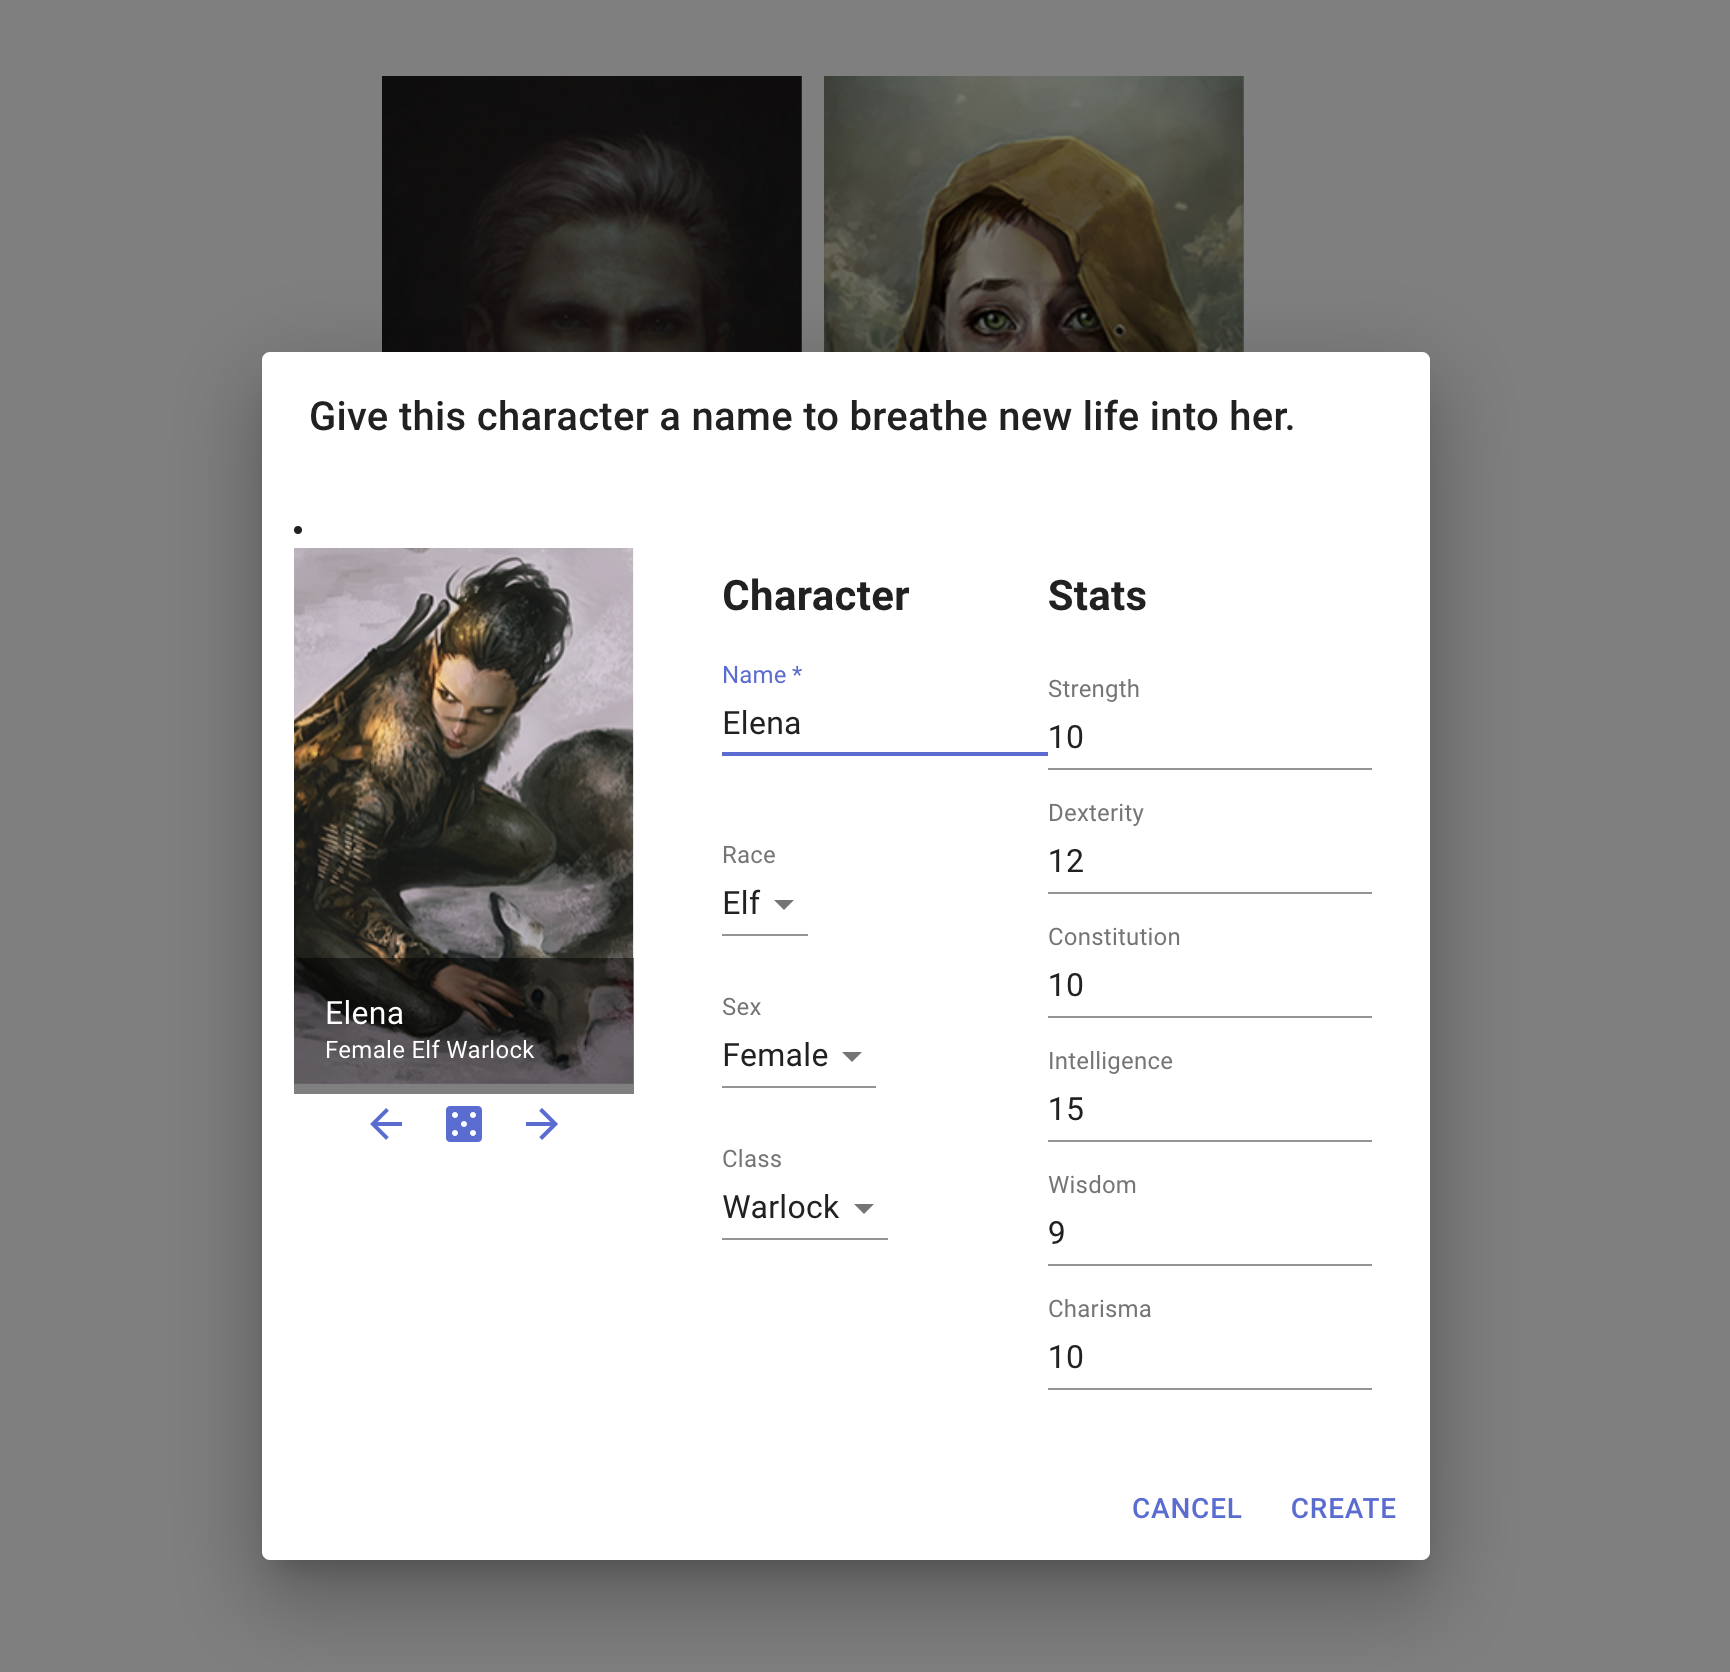 Give this character a name to breathe new life into her.
Elena
Female Elf Warlock
Character
Name *
Elena
Race
Elf
Sex
Female
Class
Warlock
Stats
Strength
10
Dexterity
12
Constitution
10
Intelligence
15
Wisdom
9
Charisma
10
CANCEL CREATE